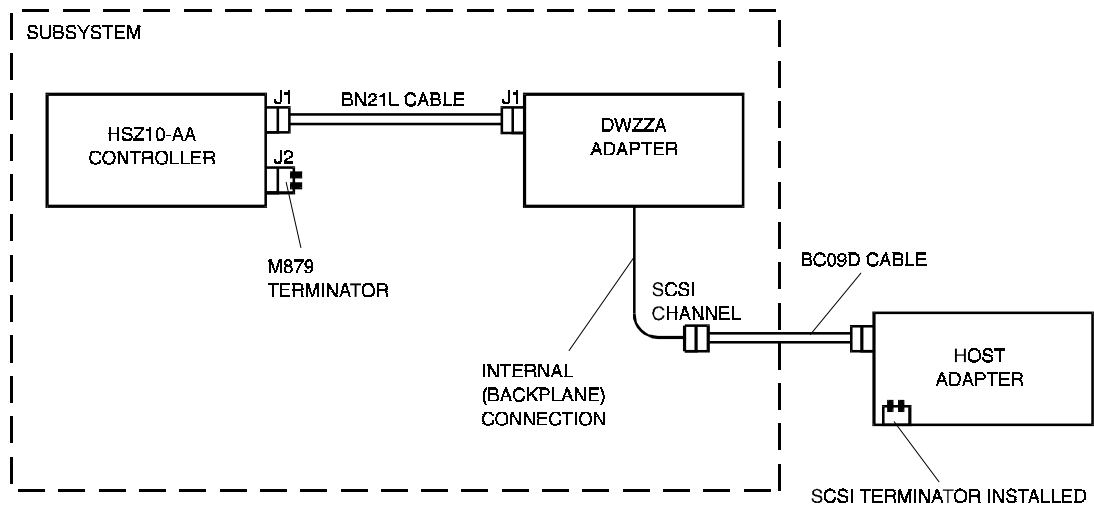 SUBSYSTEM
J1
BN21L CABLE
J1
HSZ10-AA
CONTROLLER
DWZZA
ADAPTER
J2
M879
TERMINATOR
BC09D CABLE
SCSI
CHANNEL
INTERNAL
(BACKPLANE)
CONNECTION
HOST
ADAPTER
SCSI TERMINATOR INSTALLED